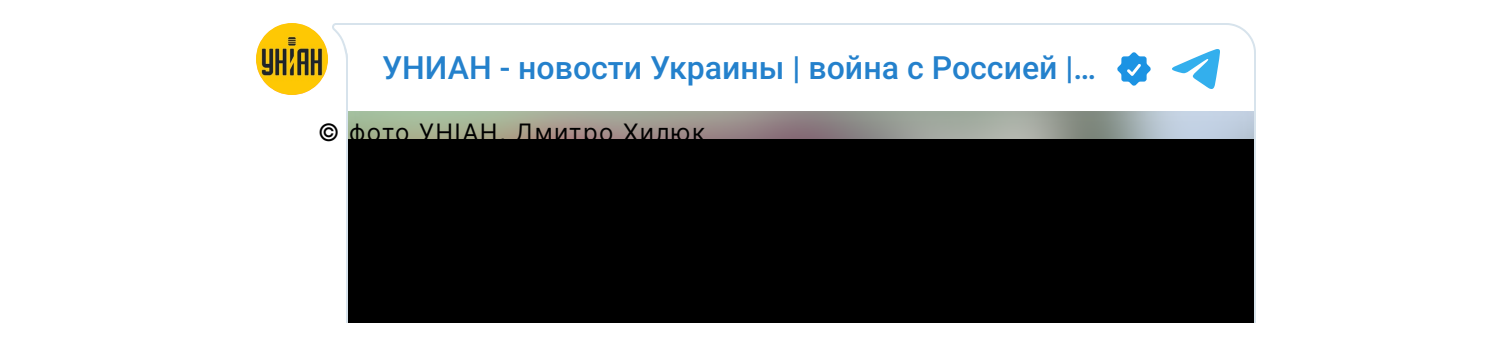 УНІАН
УНИАН - новости Украины | война с Россией |...
© фото УНІАН, Дмитро Хилюк